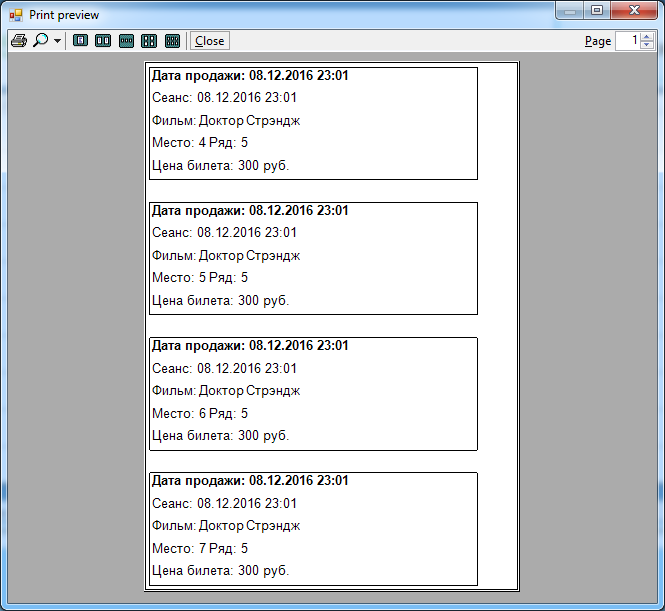 Print preview
Close
Page 1
Дата продажи: 08.12.2016 23:01
Сеанс: 08.12.2016 23:01
Фильм: Доктор Стрэндж
Место: 4 Ряд: 5
Цена билета: 300 руб.
Дата продажи: 08.12.2016 23:01
Сеанс: 08.12.2016 23:01
Фильм: Доктор Стрэндж
Место: 5 Ряд: 5
Цена билета: 300 руб.
Дата продажи: 08.12.2016 23:01
Сеанс: 08.12.2016 23:01
Фильм: Доктор Стрэндж
Место: 6 Ряд: 5
Цена билета: 300 руб.
Дата продажи: 08.12.2016 23:01
Сеанс: 08.12.2016 23:01
Фильм: Доктор Стрэндж
Место: 7 Ряд: 5
Цена билета: 300 руб.